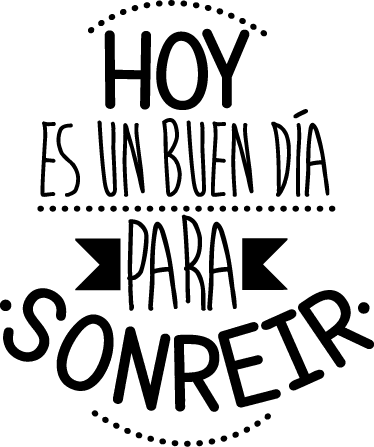 HOY
ES UN BUEN DÍA
PARA
SONREIR